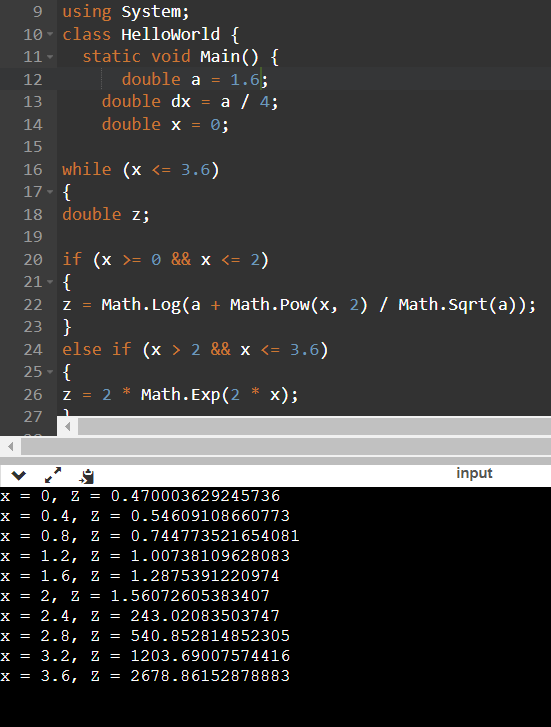 9 using System;
10 class HelloWorld {
11 static void Main() {
12 double a = 1.6;
13 double dx = a / 4;
14 double x = 0;
15
16 while (x <= 3.6)
17 {
18 double z;
19
20 if (x >= 0 && x <= 2)
21 {
22 z = Math.Log(a + Math.Pow(x, 2) / Math.Sqrt(a));
23 }
24 else if (x > 2 && x <= 3.6)
25 {
26 z = 2 * Math.Exp(2 * x);
27 }
input
x = 0, Z = 0.470003629245736
x = 0.4, Z = 0.54609108660773
x = 0.8, Z = 0.744773521654081
x = 1.2, Z = 1.00738109628083
x = 1.6, Z = 1.2875391220974
x = 2, Z = 1.56072605383407
x = 2.4, Z = 243.02083503747
x = 2.8, Z = 540.852814852305
x = 3.2, Z = 1203.69007574416
x = 3.6, Z = 2678.86152878883